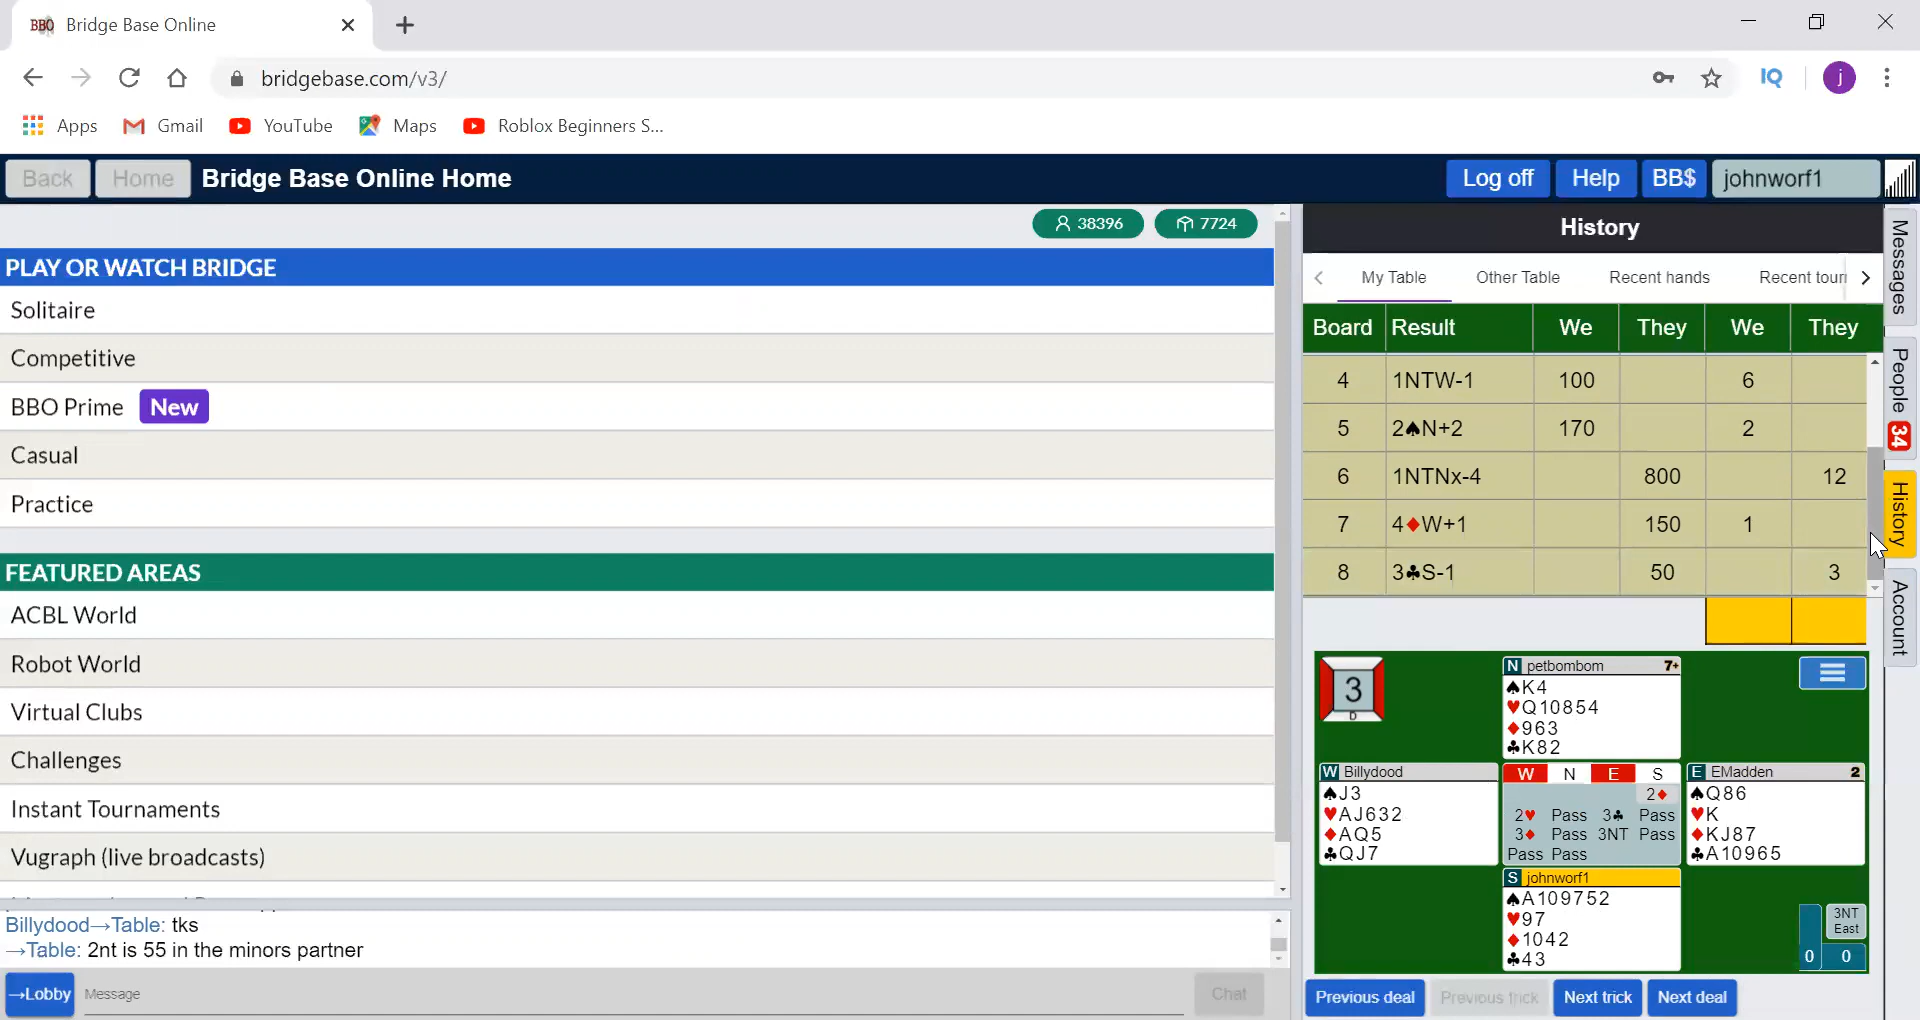 BBO Bridge Base Online
bridgebase.com/v3/
IQ j
Apps Gmail YouTube Maps Roblox Beginners S...
Back Home Bridge Base Online Home Log off Help BB$ johnworf1
38396 7724
PLAY OR WATCH BRIDGE
Solitaire
Competitive
BBO Prime New
Casual
Practice
FEATURED AREAS
ACBL World
Robot World
Virtual Clubs
Challenges
Instant Tournaments
Vugraph (live broadcasts)
Billydood→Table: tks
→Table: 2nt is 55 in the minors partner
→Lobby Message Chat
History
My Table Other Table Recent hands Recent tourr
Board Result We They We They
4 1NTW-1 100 6
5 2♠N+2 170 2
6 1NTNx-4 800 12
7 4♦W+1 150 1
8 3♣S-1 50 3
3
D
N petbombom 7+
♠K4
♥Q10854
♦963
♣K82
W Billydood
♠J3
♥AJ632
♦AQ5
♣QJ7
W N E S
2♦
2♥ Pass 3♣ Pass
3♦ Pass 3NT Pass
Pass Pass
E EMadden 2
♠Q86
♥K
♦KJ87
♣A10965
S johnworf1
♠A109752
♥97
♦1042
♣43
3NT
East
0 0
Previous deal Previous trick Next trick Next deal
Messages
People 34
History
Account